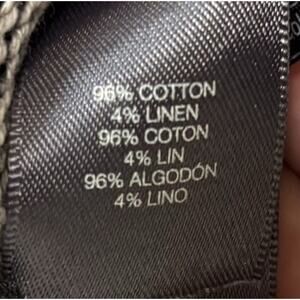 96% COTTON
4% LINEN
96% COTON
4% LIN
96% ALGODÓN
4% LINO